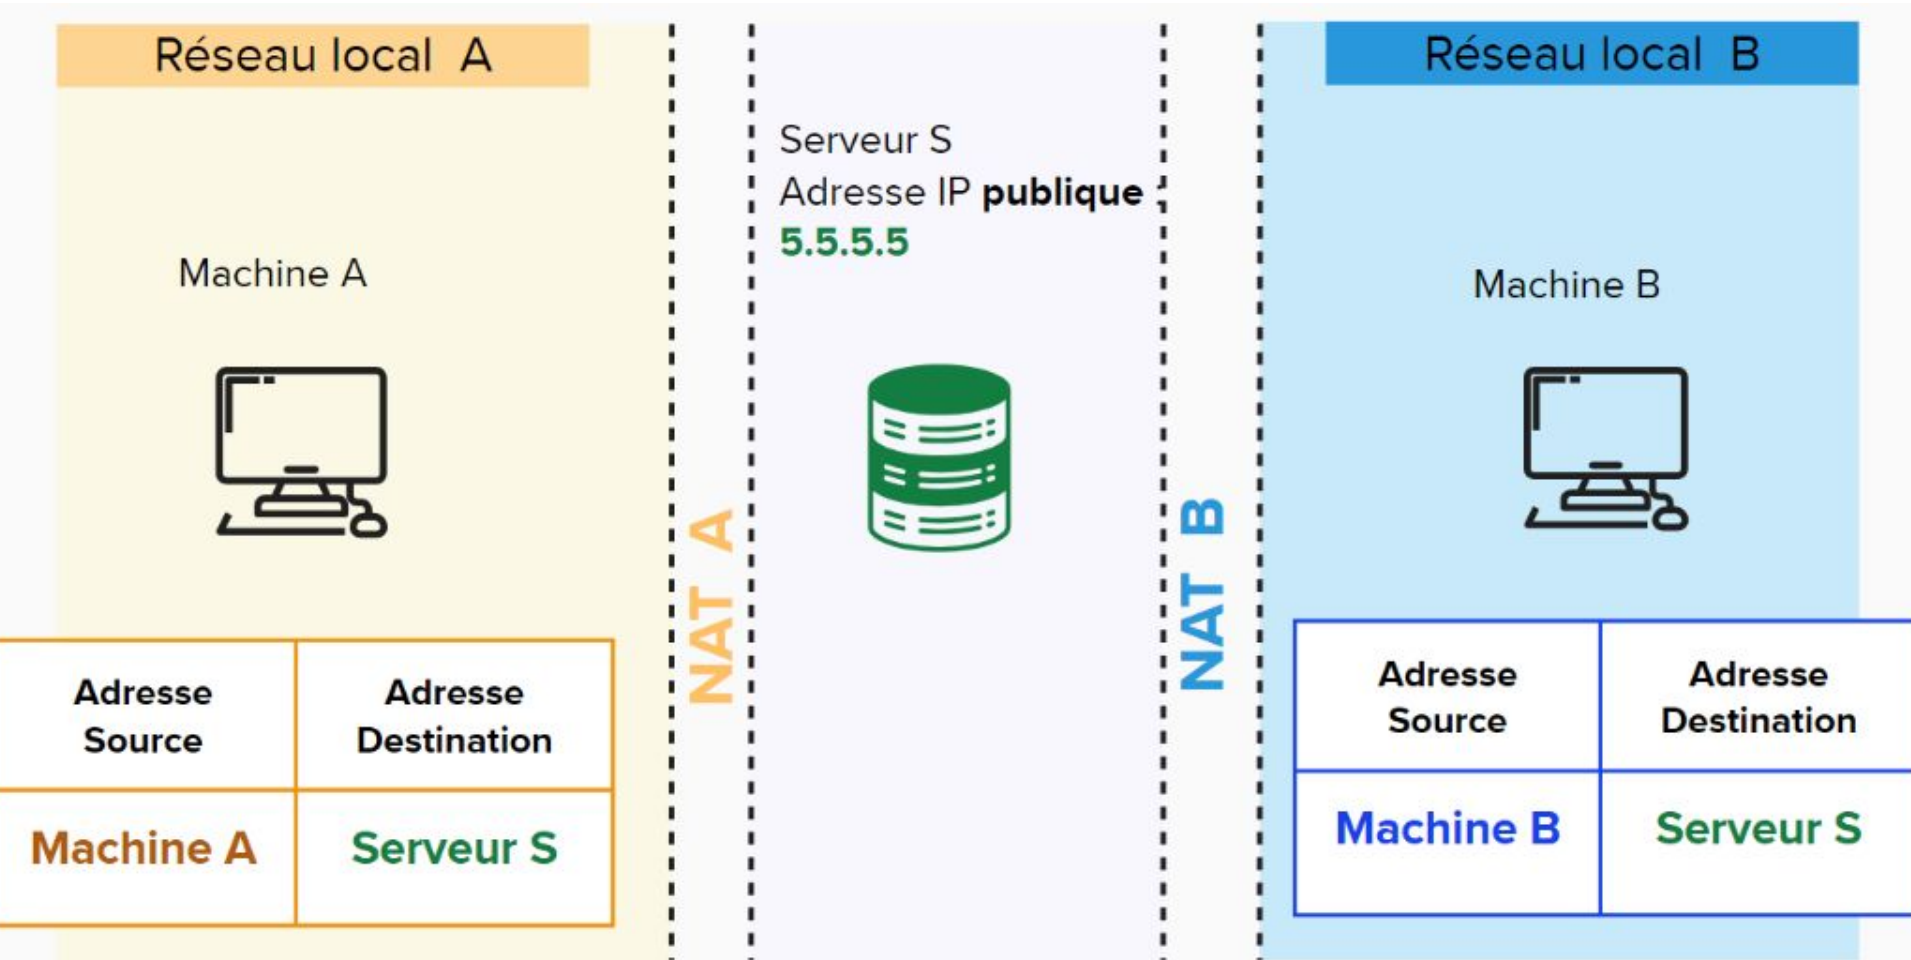 Réseau local A
Réseau local B
Serveur S
Adresse IP publique :
5.5.5.5
Machine A
Machine B
NAT A
NAT B
Adresse
Source
Adresse
Destination
Machine A
Serveur S
Adresse
Source
Adresse
Destination
Machine B
Serveur S